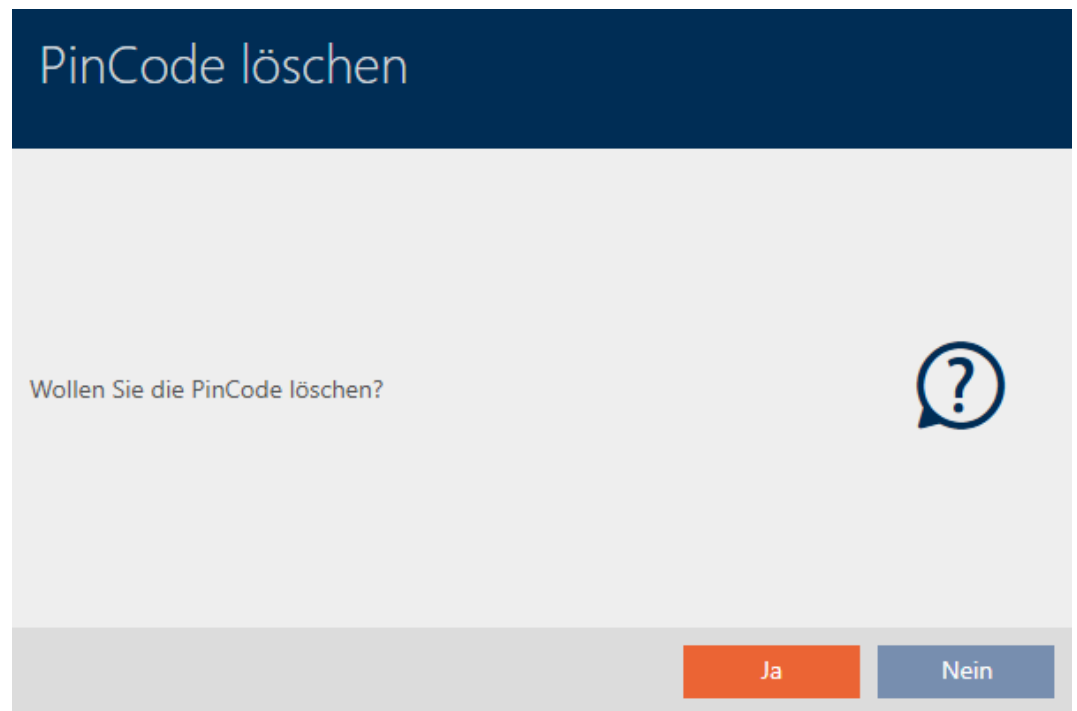 PinCode löschen
Wollen Sie die PinCode löschen?
?
Ja
Nein